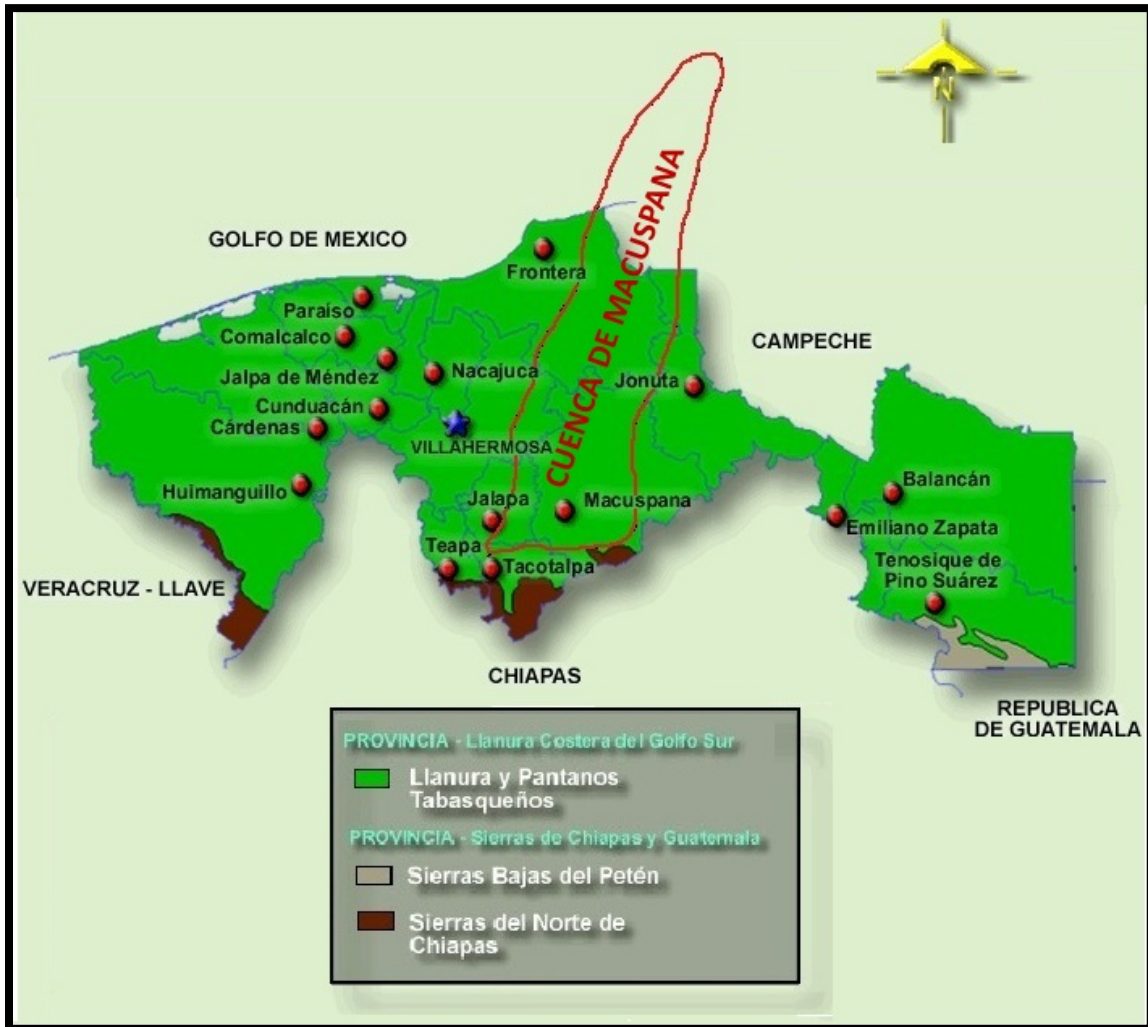 N
CUENCA DE MACUSPANA
GOLFO DE MEXICO
Frontera
Paraíso
Comalcalco
CAMPECHE
Jalpa de Méndez
Nacajuca
Jonuta
Cunduacán
Cárdenas
VILLAHERMOSA
Huimanguillo
Jalapa
Macuspana
Balancán
Emiliano Zapata
Teapa
Tacotalpa
Tenosique de
Pino Suárez
VERACRUZ - LLAVE
CHIAPAS
REPUBLICA
DE GUATEMALA
PROVINCIA - Llanura Costera del Golfo Sur
Llanura y Pantanos
Tabasqueños
PROVINCIA - Sierras de Chiapas y Guatemala
Sierras Bajas del Petén
Sierras del Norte de
Chiapas